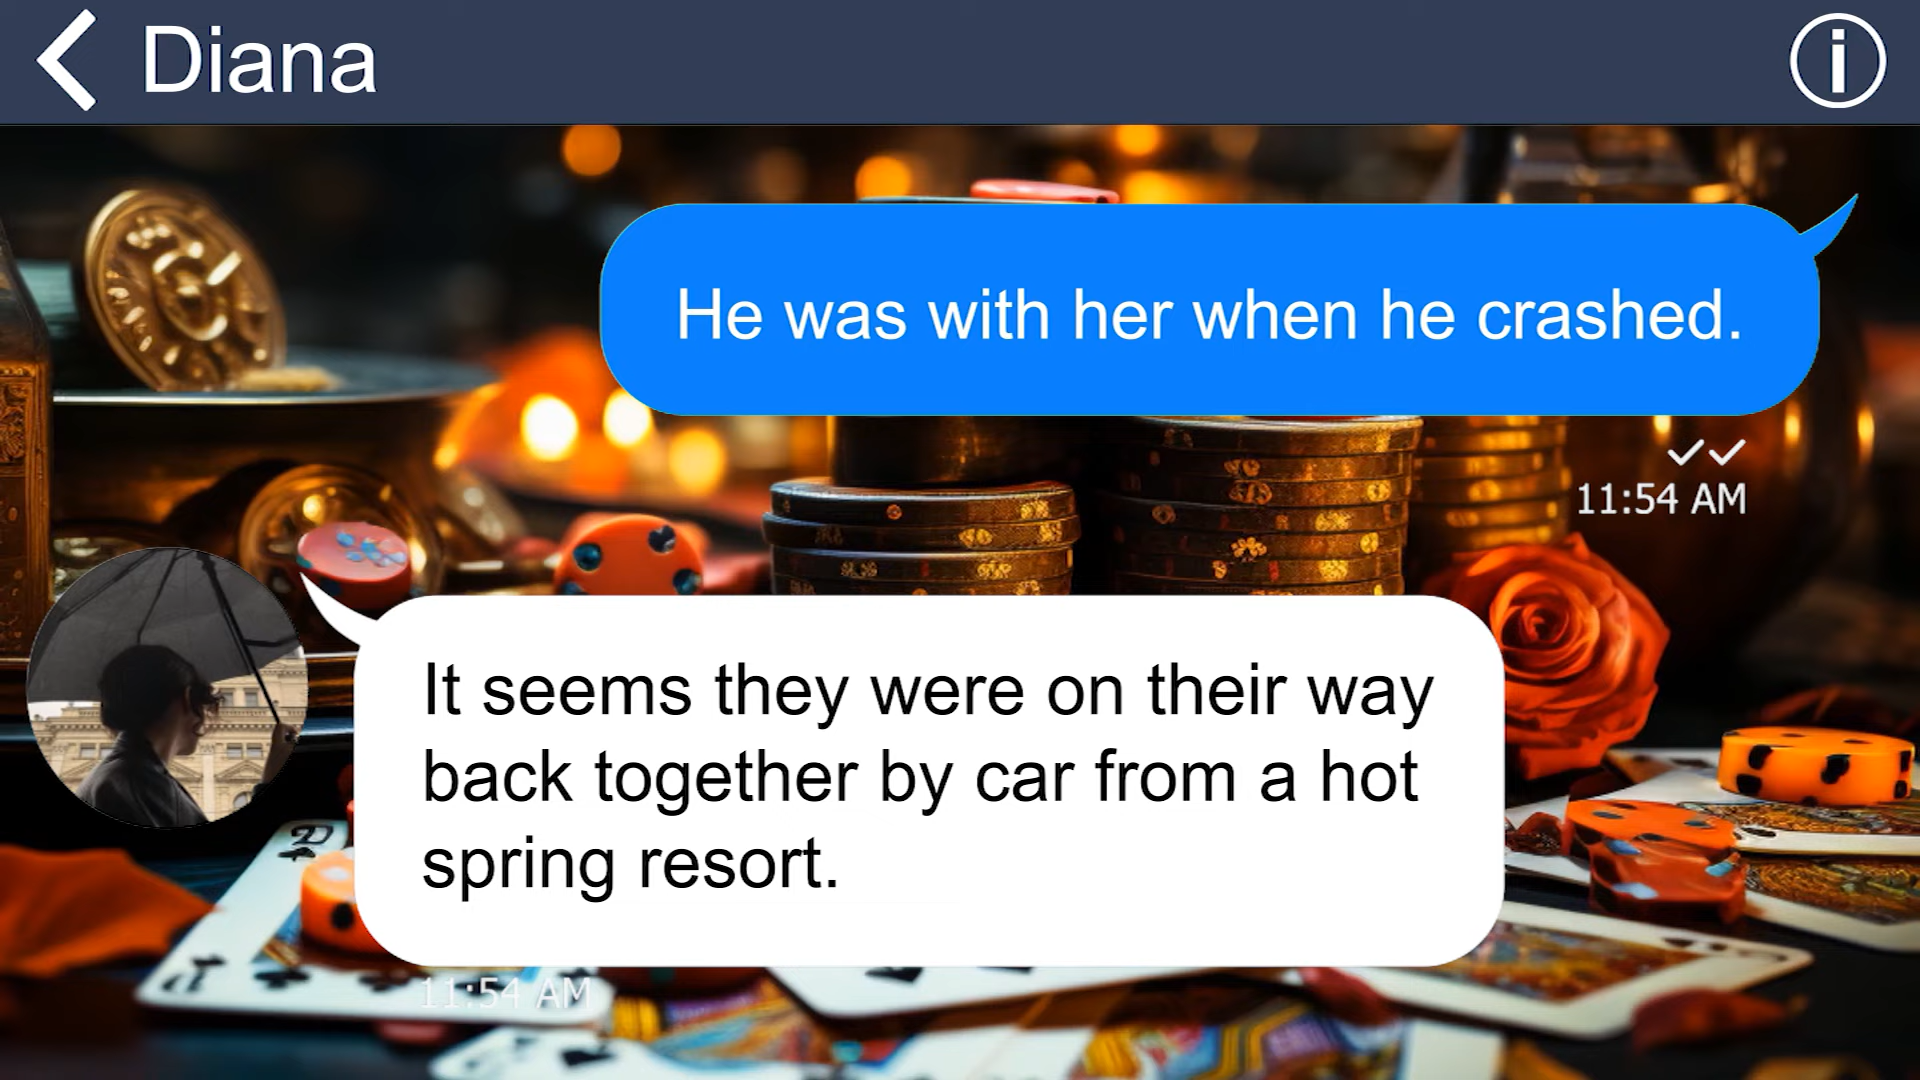 Diana
He was with her when he crashed.
11:54 AM
It seems they were on their way
back together by car from a hot
spring resort.
11:54 AM